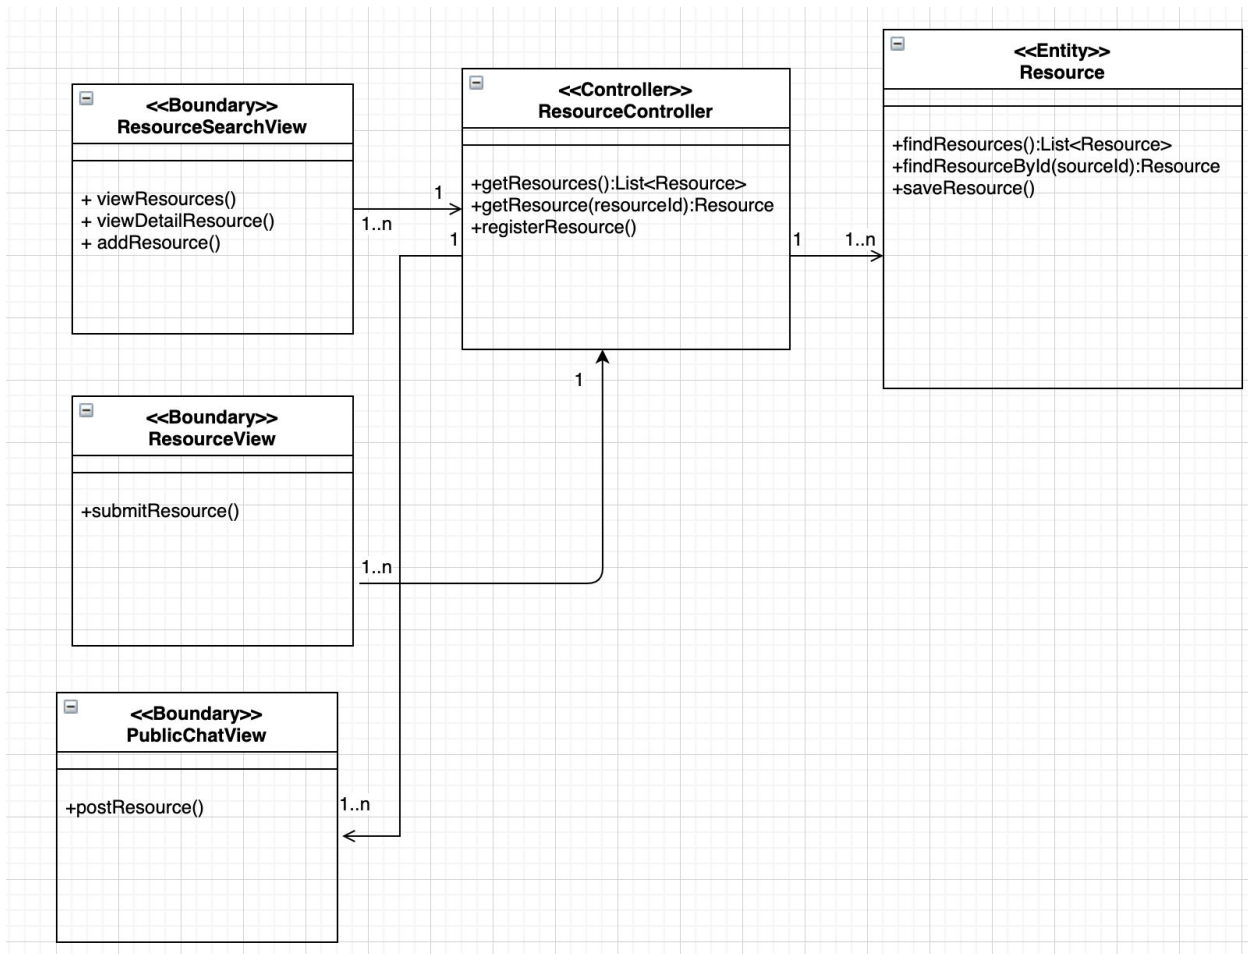 <<Boundary>>
ResourceSearchView
+ viewResources()
+ viewDetailResource()
+ addResource()
1
1..n
<<Controller>>
ResourceController
+getResources():List<Resource>
+getResource(resourceId):Resource
+registerResource()
1
1
1..n
1
<<Entity>>
Resource
+findResources():List<Resource>
+findResourceById(sourceId):Resource
+saveResource()
<<Boundary>>
ResourceView
+submitResource()
1..n
<<Boundary>>
PublicChatView
+postResource()
1..n